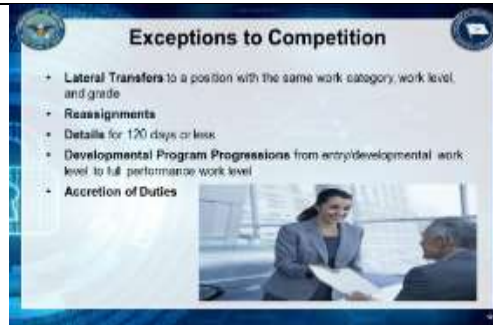 Exceptions to Competition
• Lateral Transfers to a position with the same work category, work level,
and grade
• Reassignments
• Details for 120 days or less
• Developmental Program Progressions from entry/developmental work
level to full performance work level
• Accretion of Duties